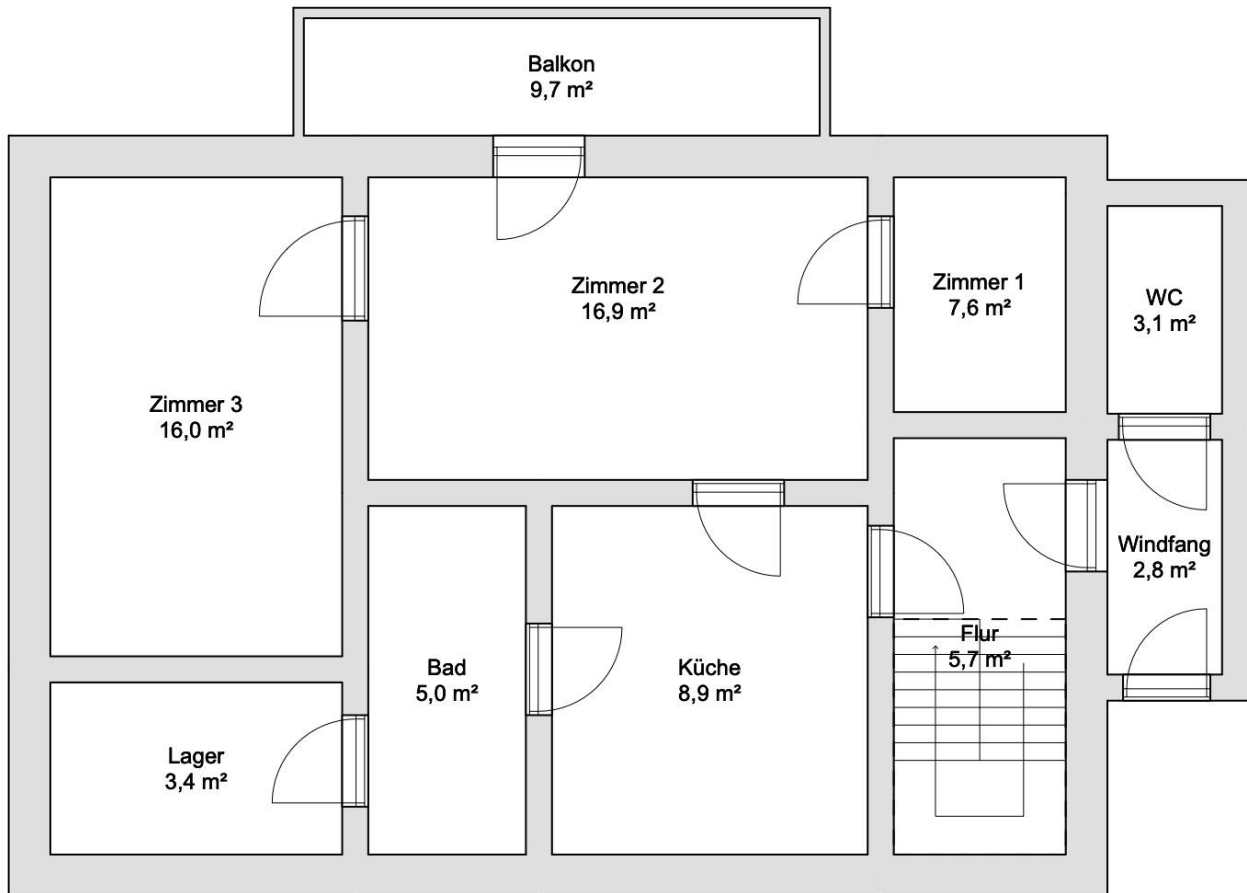 Balkon
9,7 m²
Zimmer 2
16,9 m²
Zimmer 1
7,6 m²
WC
3,1 m²
Zimmer 3
16,0 m²
Windfang
2,8 m²
Flur
5,7 m²
Bad
5,0 m²
Küche
8,9 m²
Lager
3,4 m²